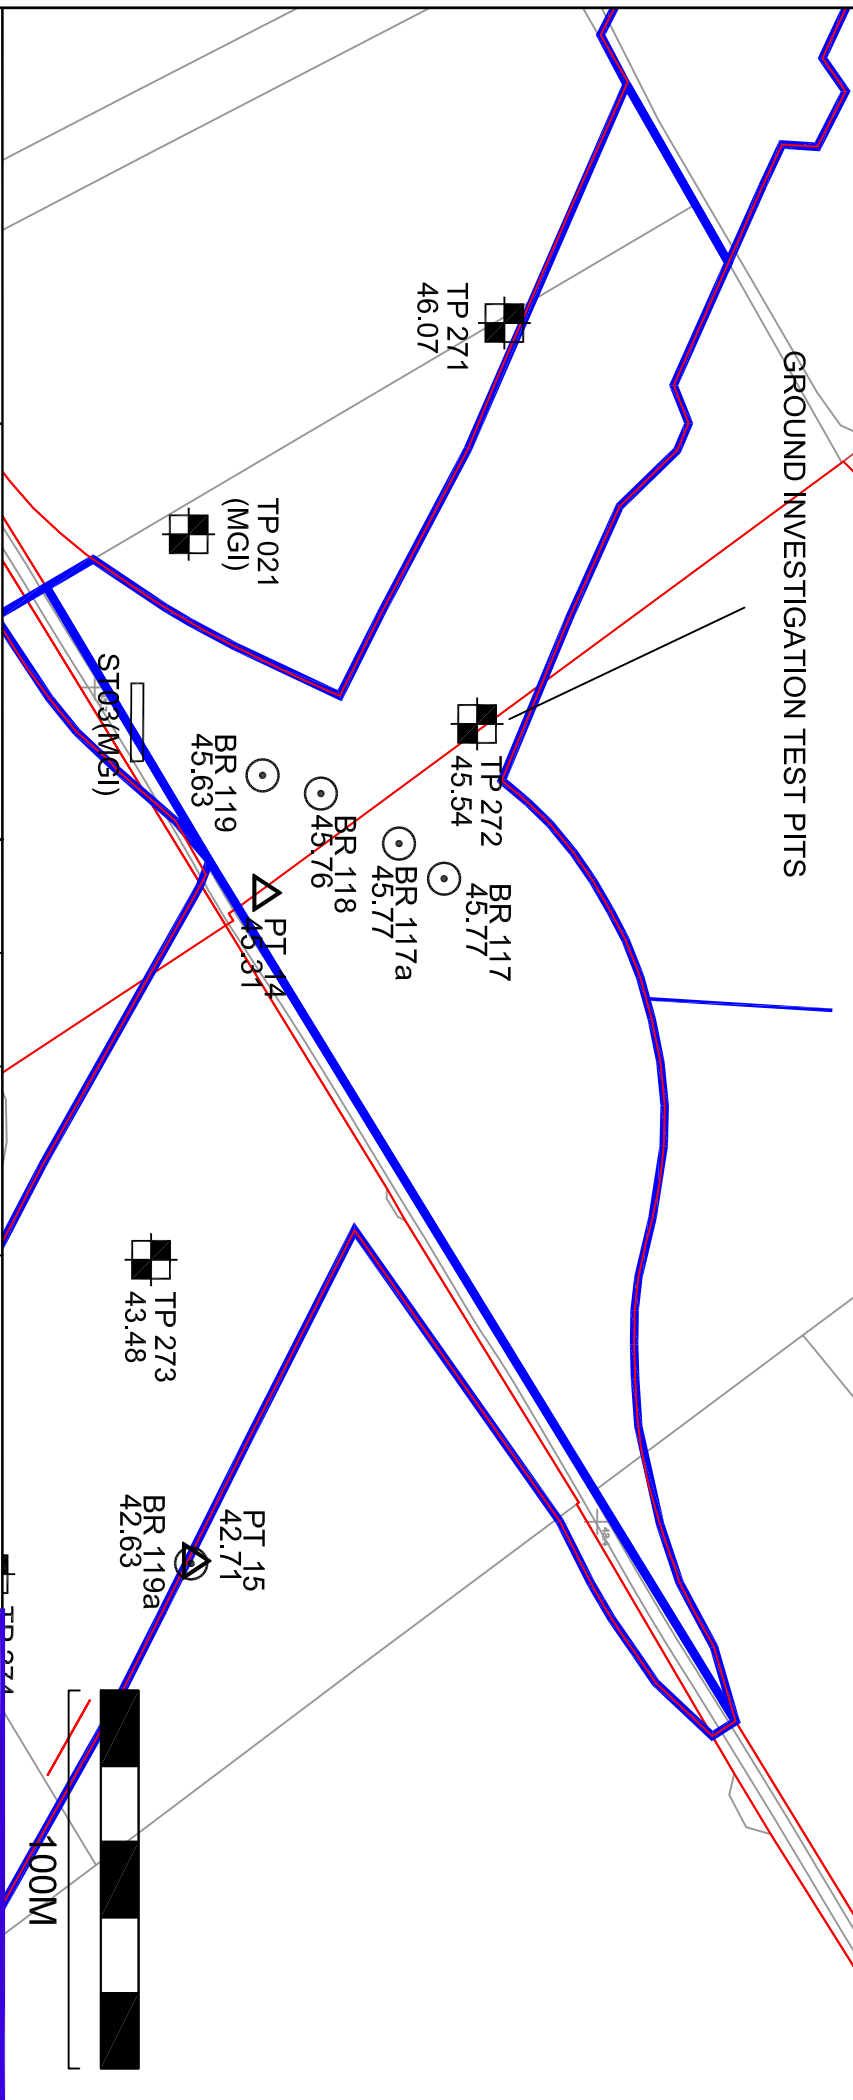 GROUND INVESTIGATION TEST PITS
TP 271
46.07
TP 021
(MGI)
TP 272
45.54
ST03(MGI)
BR 119
45.63
BR 118
45.76
BR 117a
45.77
BR 117
45.77
PT 14
45.31
TP 273
43.48
PT 15
42.71
BR 119a
42.63
TP 274
100M